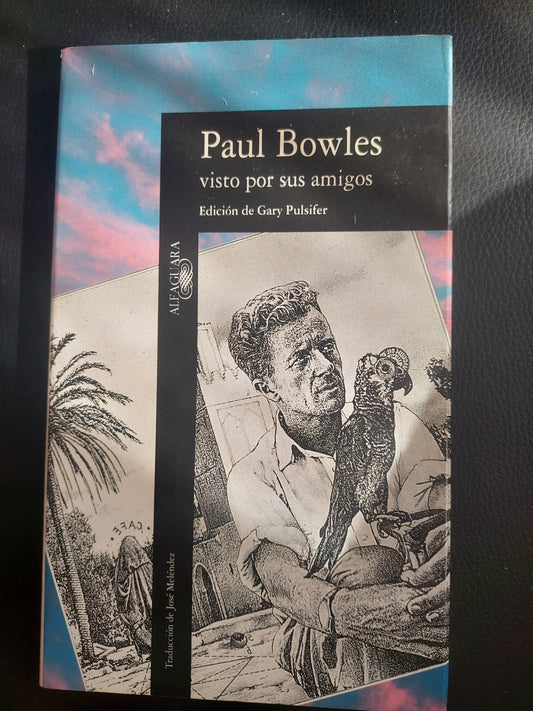 Paul Bowles
visto por sus amigos
Edición de Gary Pulsifer
ALFAGUARA
CAFE
Traducción de José Meléndez